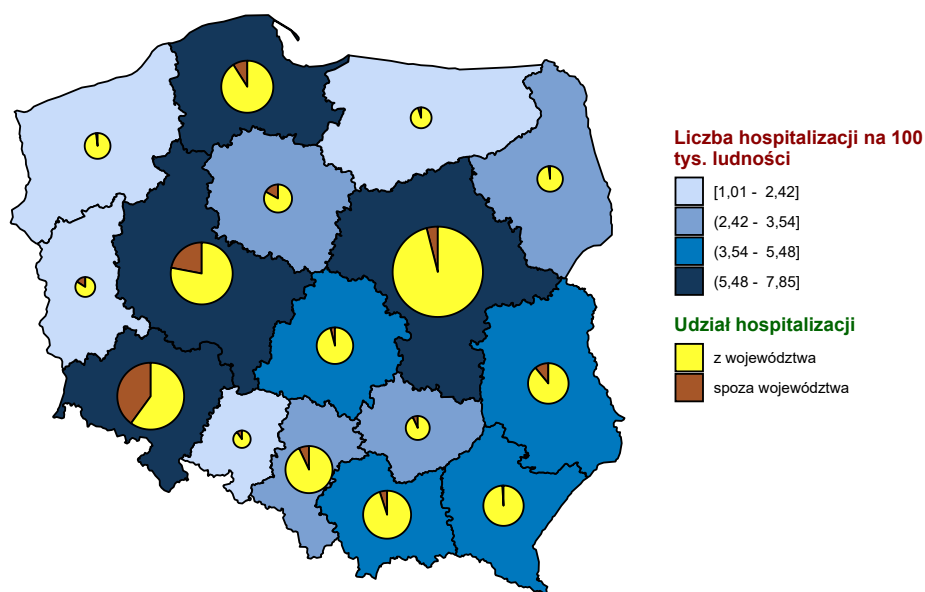 Liczba hospitalizacji na 100
tys. ludności
[1,01 - 2,42]
(2,42 - 3,54]
(3,54 - 5,48]
(5,48 - 7,85]
Udział hospitalizacji
z województwa
spoza województwa